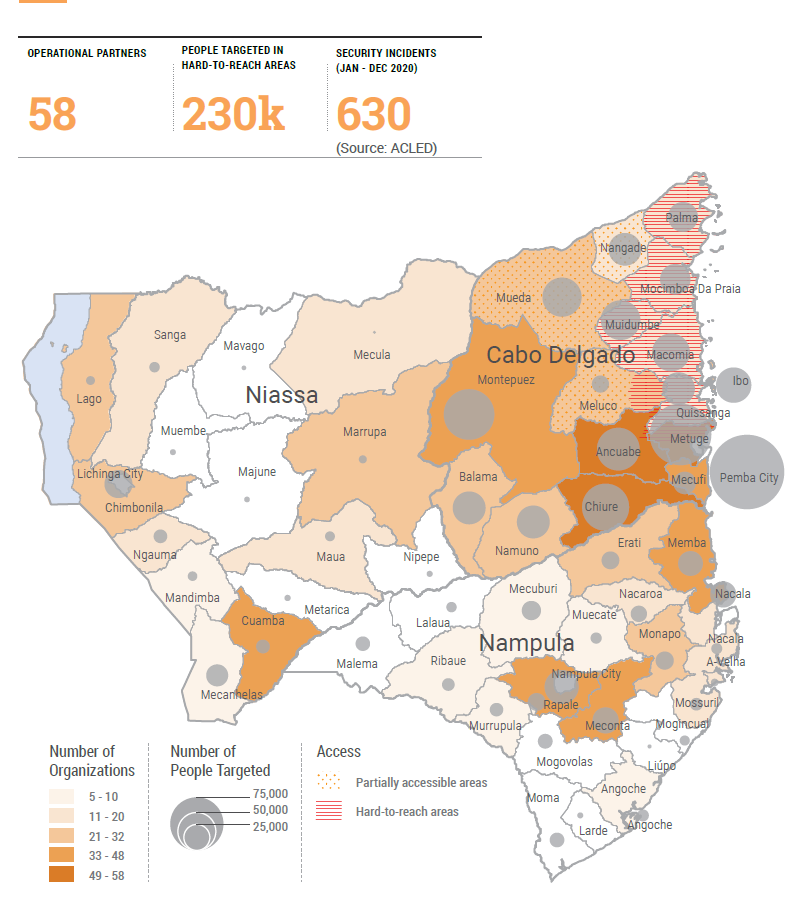 OPERATIONAL PARTNERS
58
PEOPLE TARGETED IN
HARD-TO-REACH AREAS
230k
SECURITY INCIDENTS
(JAN - DEC 2020)
630
(Source: ACLED)
Palma
Nangade
Mocimboa Da Praia
Mueda
Muidumbe
Sanga
Mavago
Mecula
Cabo Delgado
Macomia
Montepuez
Ibo
Lago
Niassa
Meluco
Quissanga
Muembe
Marrupa
Metuge
Ancuabe
Lichinga City
Majune
Balama
Mecufi
Pemba City
Chimbonila
Chiure
Ngauma
Maua
Nipepe
Namuno
Erati
Memba
Mandimba
Metarica
Mecuburi
Nacaroa
Nacala
Cuamba
Lalaua
Muecate
Nampula
Monapo
Nacala
A-Velha
Malema
Ribaue
Nampula City
Mecanhelas
Rapale
Mossuril
Murrupula
Meconta
Mogincual
Mogovolas
Liúpo
Moma
Angoche
Larde
Angoche
Number of
Organizations
5 - 10
11 - 20
21 - 32
33 - 48
49 - 58
Number of
People Targeted
75,000
50,000
25,000
Access
Partially accessible areas
Hard-to-reach areas